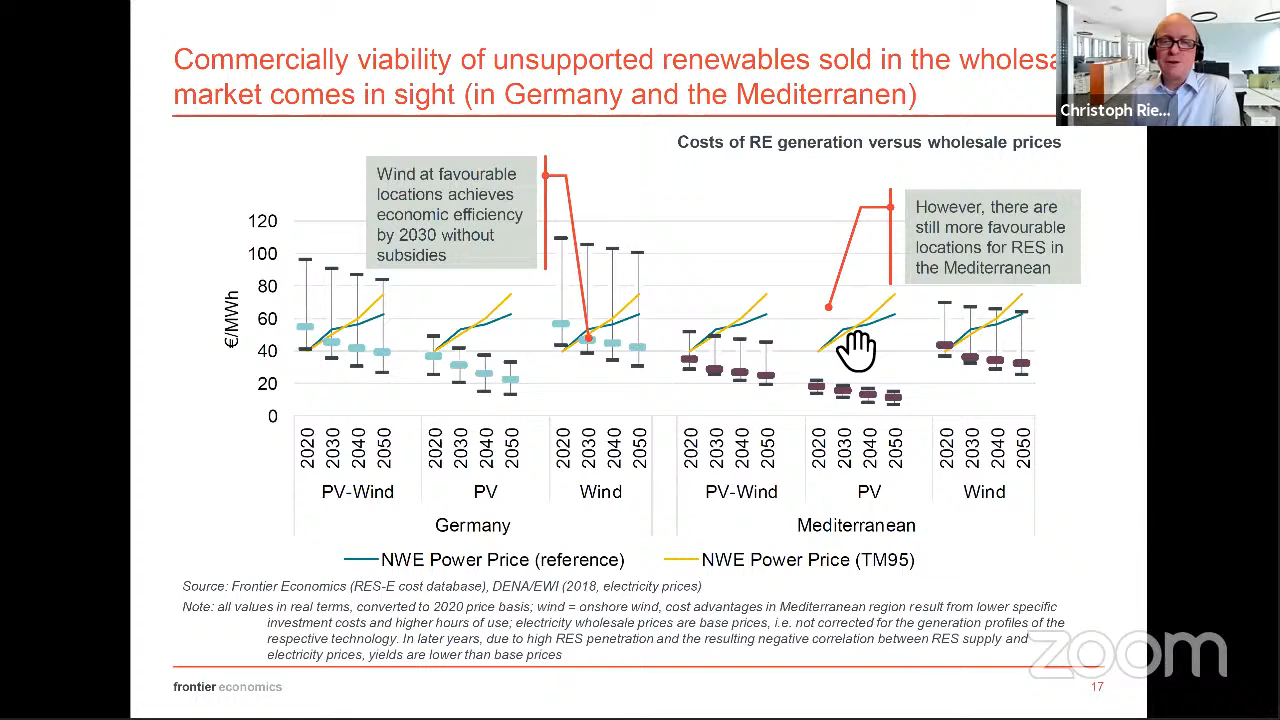 Commercially viability of unsupported renewables sold in the wholesa
market comes in sight (in Germany and the Mediterranen)
Christoph Rie...
Costs of RE generation versus wholesale prices
Wind at favourable
locations achieves
economic efficiency
by 2030 without
subsidies
However, there are
still more favourable
locations for RES in
the Mediterranean
€/MWh
120
100
80
60
40
20
0
2020 2030 2040 2050 2020 2030 2040 2050 2020 2030 2040 2050 2020 2030 2040 2050 2020 2030 2040 2050 2020 2030 2040 2050
PV-Wind PV Wind PV-Wind PV Wind
Germany Mediterranean
NWE Power Price (reference) NWE Power Price (TM95)
Source: Frontier Economics (RES-E cost database), DENA/EWI (2018, electricity prices)
Note: all values in real terms, converted to 2020 price basis; wind = onshore wind, cost advantages in Mediterranean region result from lower specific
investment costs and higher hours of use; electricity wholesale prices are base prices, i.e. not corrected for the generation profiles of the
respective technology. In later years, due to high RES penetration and the resulting negative correlation between RES supply and
electricity prices, yields are lower than base prices
zoom
frontier economics
17